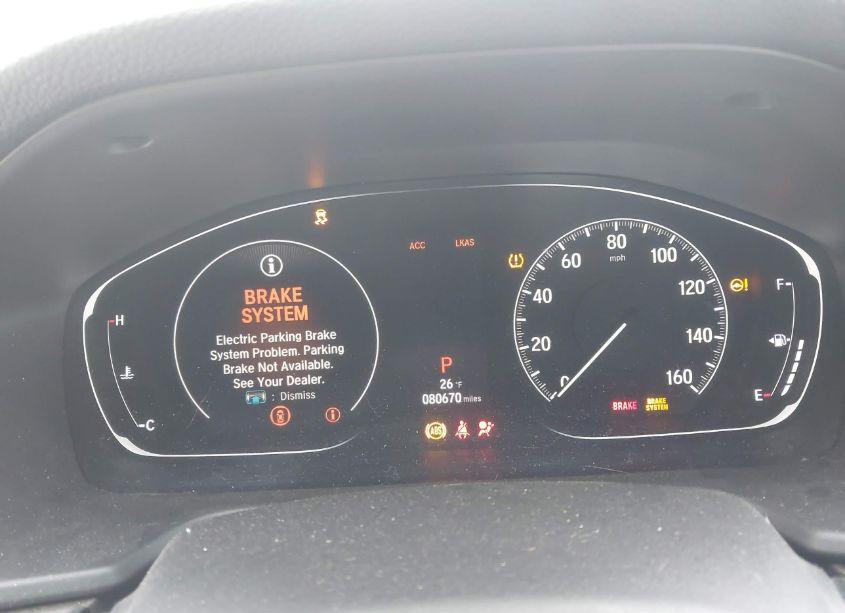 BRAKE
SYSTEM
Electric Parking Brake
System Problem. Parking
Brake Not Available.
See Your Dealer.
: Dismiss
H
C
ACC LKAS
P
26 °F
080670 miles
ABS
0
20
40
60
80
100
120
140
160
mph
BRAKE
BRAKE
SYSTEM
F
E